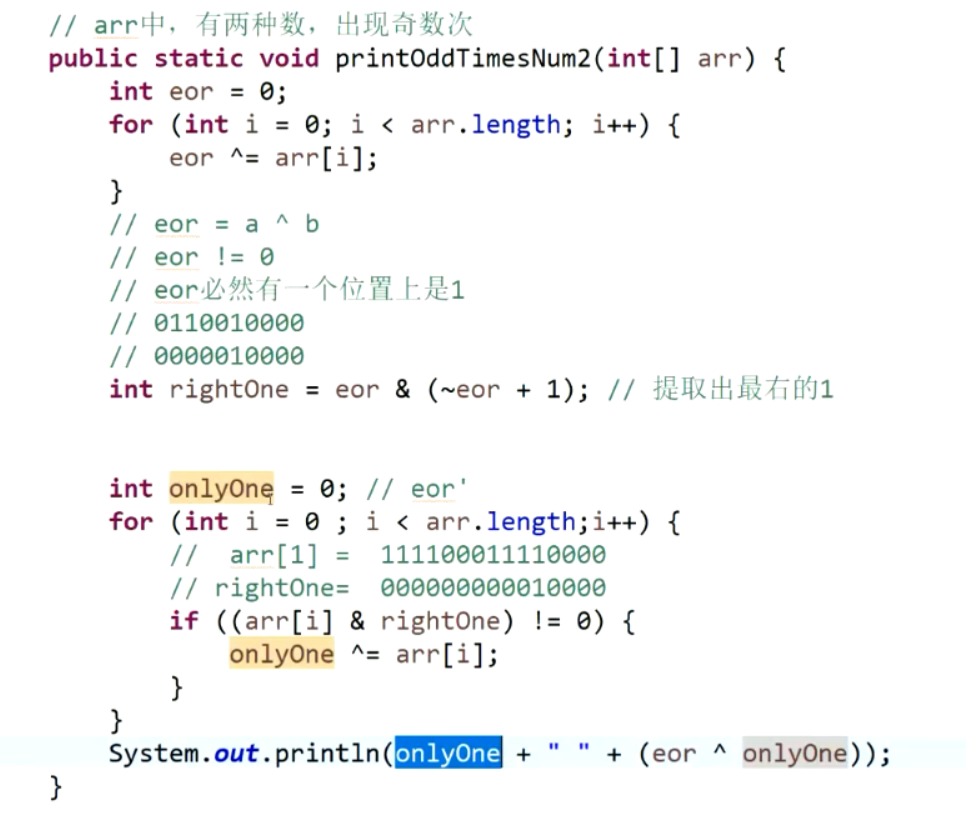 // arr中，有两种数，出现奇数次
public static void printOddTimesNum2(int[] arr) {
    int eor = 0;
    for (int i = 0; i < arr.length; i++) {
        eor ^= arr[i];
    }
    // eor = a ^ b
    // eor != 0
    // eor必然有一个位置上是1
    // 0110010000
    // 0000010000
    int rightOne = eor & (~eor + 1); // 提取出最右的1
    int onlyOne = 0; // eor'
    for (int i = 0 ; i < arr.length;i++) {
        //  arr[1] =  111100011110000
        // rightOne=  000000000010000
        if ((arr[i] & rightOne) != 0) {
            onlyOne ^= arr[i];
        }
    }
    System.out.println(onlyOne + " " + (eor ^ onlyOne));
}